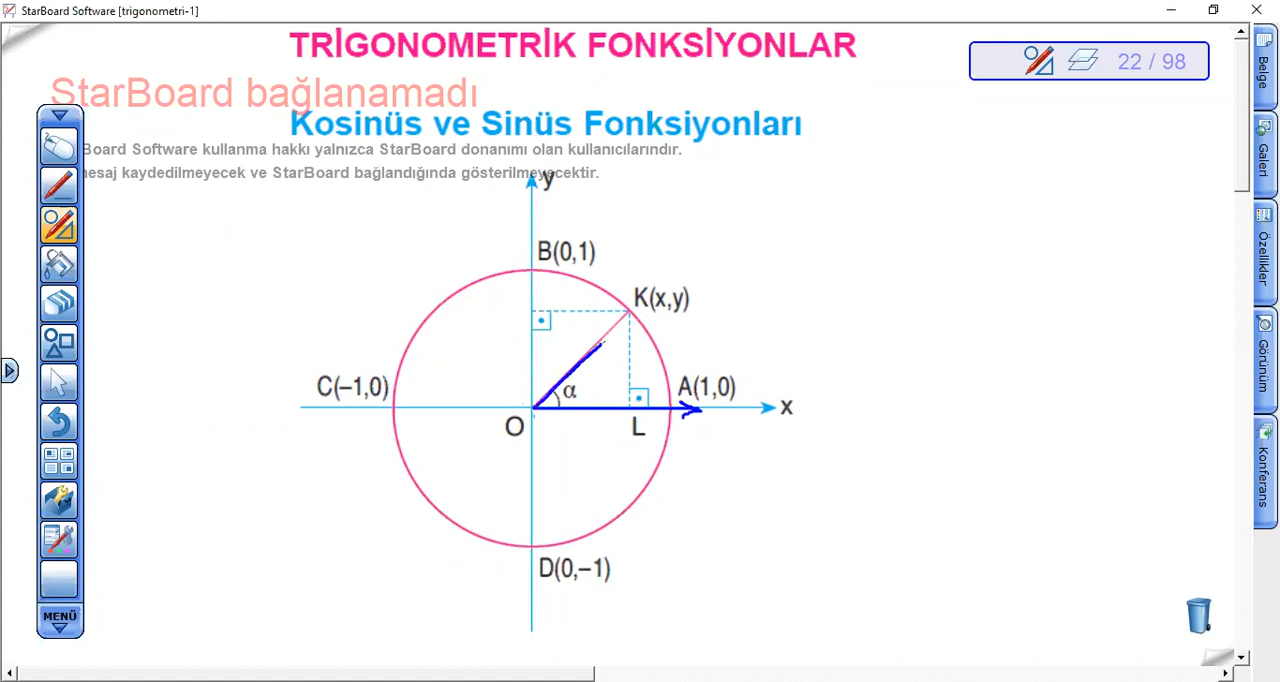 StarBoard Software [trigonometri-1]
TRİGONOMETRİK FONKSİYONLAR
22 / 98
StarBoard bağlanamadı
Kosinüs ve Sinüs Fonksiyonları
Board Software kullanma hakkı yalnızca StarBoard donanımı olan kullanıcılarındır.
mesaj kaydedilmeyecek ve StarBoard bağlandığında gösterilmeyecektir.
y
B(0,1)
K(x,y)
C(−1,0)
α
A(1,0)
x
O
L
D(0,−1)
MENÜ
Belge
Galeri
Özellikler
Görünüm
Konferans